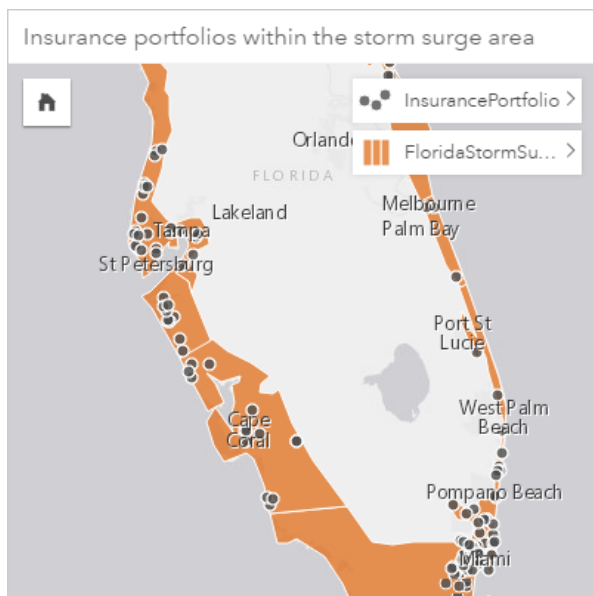 Insurance portfolios within the storm surge area
InsurancePortfolio
Orland
FloridaStormSu...
FLORIDA
Lakeland
Melbourne
Tampa
Palm Bay
St Petersburg
Port St
Lucie
West Palm
Beach
Cape
Coral
Pompano Beach
Miami